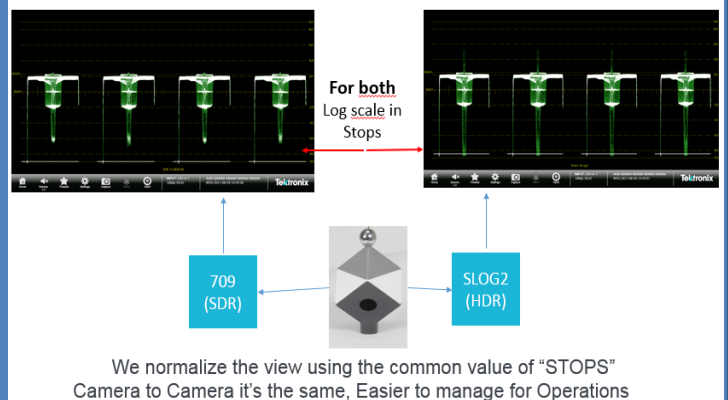 For both
Log scale in
Stops
Tektronix
Tektronix
709
(SDR)
SLOG2
(HDR)
We normalize the view using the common value of “STOPS”
Camera to Camera it’s the same, Easier to manage for Operations